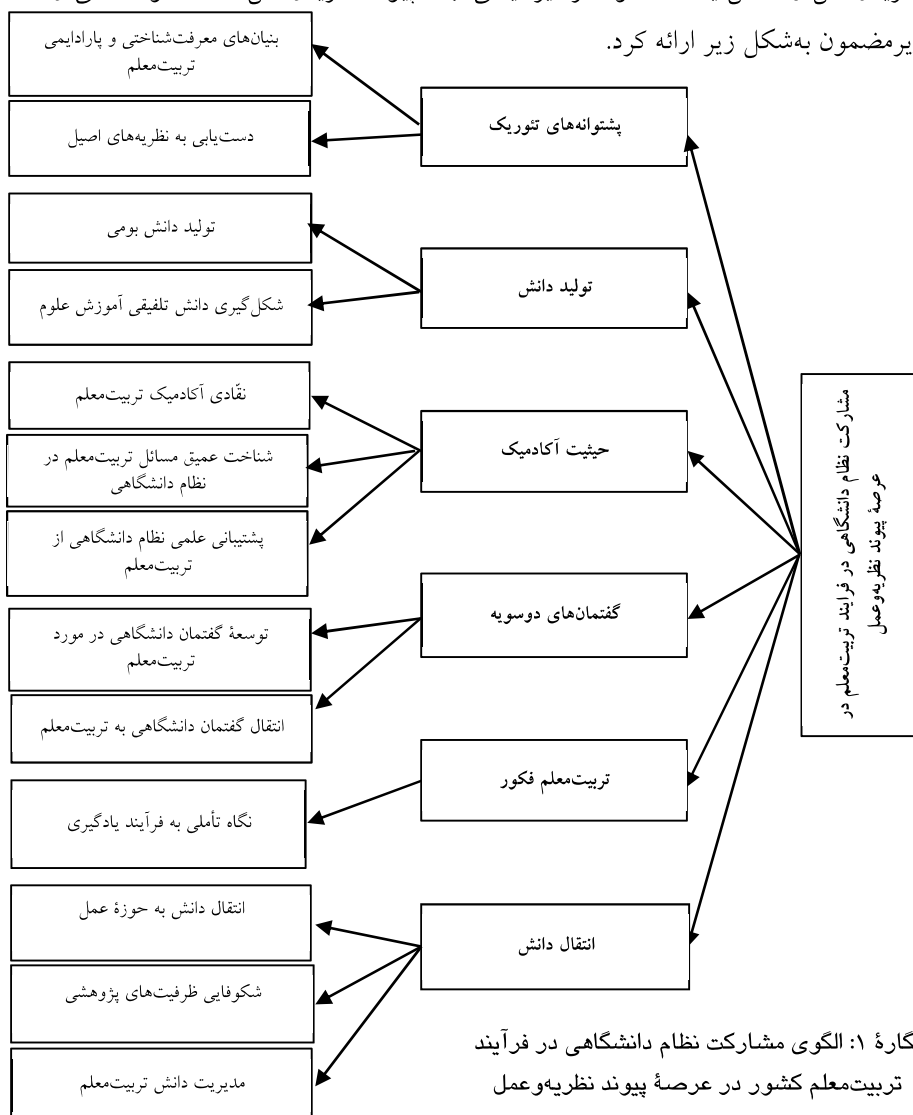 یرمضمون به‌شکل زیر ارائه کرد.
مشارکت نظام دانشگاهی در فرایند تربیت‌معلم در
عرصۀ پیوند نظریه‌وعمل
پشتوانه‌های تئوریک
بنیان‌های معرفت‌شناختی و پارادایمی
تربیت‌معلم
دست‌یابی به نظریه‌های اصیل
تولید دانش
تولید دانش بومی
شکل‌گیری دانش تلفیقی آموزش علوم
حیثیت آکادمیک
نقّادی آکادمیک تربیت‌معلم
شناخت عمیق مسائل تربیت‌معلم در
نظام دانشگاهی
پشتیبانی علمی نظام دانشگاهی از
تربیت‌معلم
گفتمان‌های دوسویه
توسعۀ گفتمان دانشگاهی در مورد
تربیت‌معلم
انتقال گفتمان دانشگاهی به تربیت‌معلم
تربیت‌معلم فکور
نگاه تأملی به فرآیند یادگیری
انتقال دانش
انتقال دانش به حوزۀ عمل
شکوفایی ظرفیت‌های پژوهشی
مدیریت دانش تربیت‌معلم
گارۀ ۱: الگوی مشارکت نظام دانشگاهی در فرآیند
تربیت‌معلم کشور در عرصۀ پیوند نظریه‌وعمل